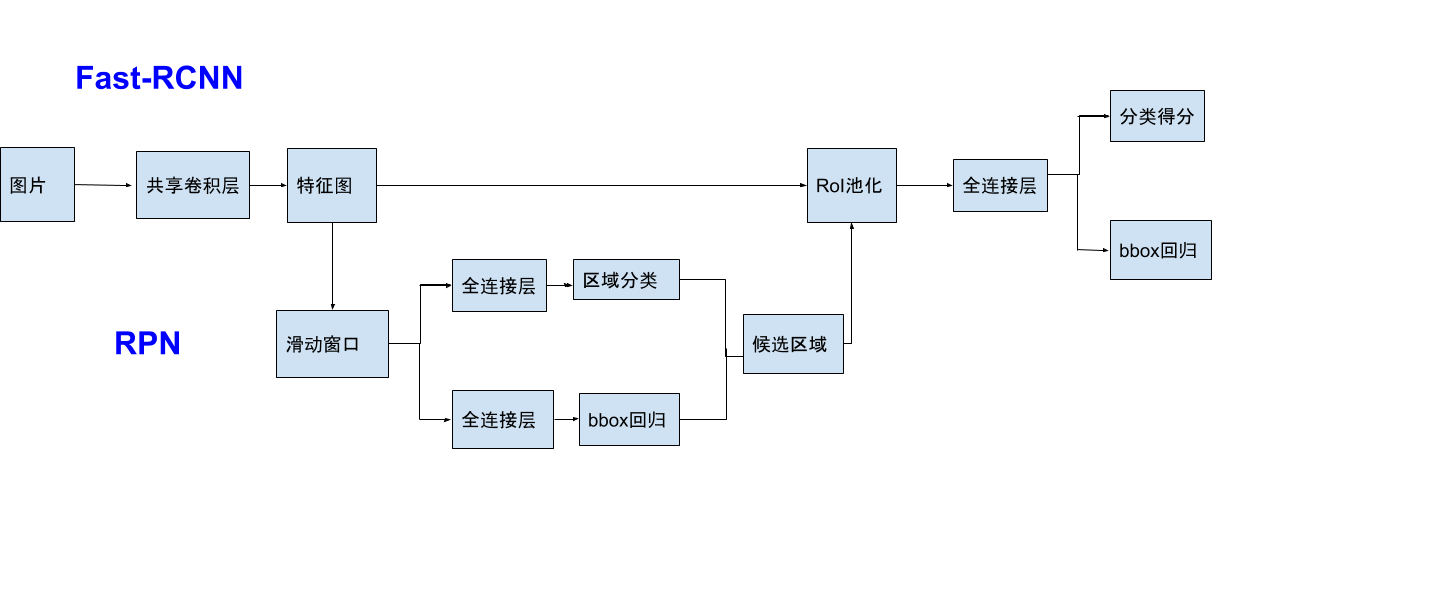 Fast-RCNN
分类得分
图片
共享卷积层
特征图
RoI池化
全连接层
bbox回归
全连接层
区域分类
RPN
滑动窗口
候选区域
全连接层
bbox回归